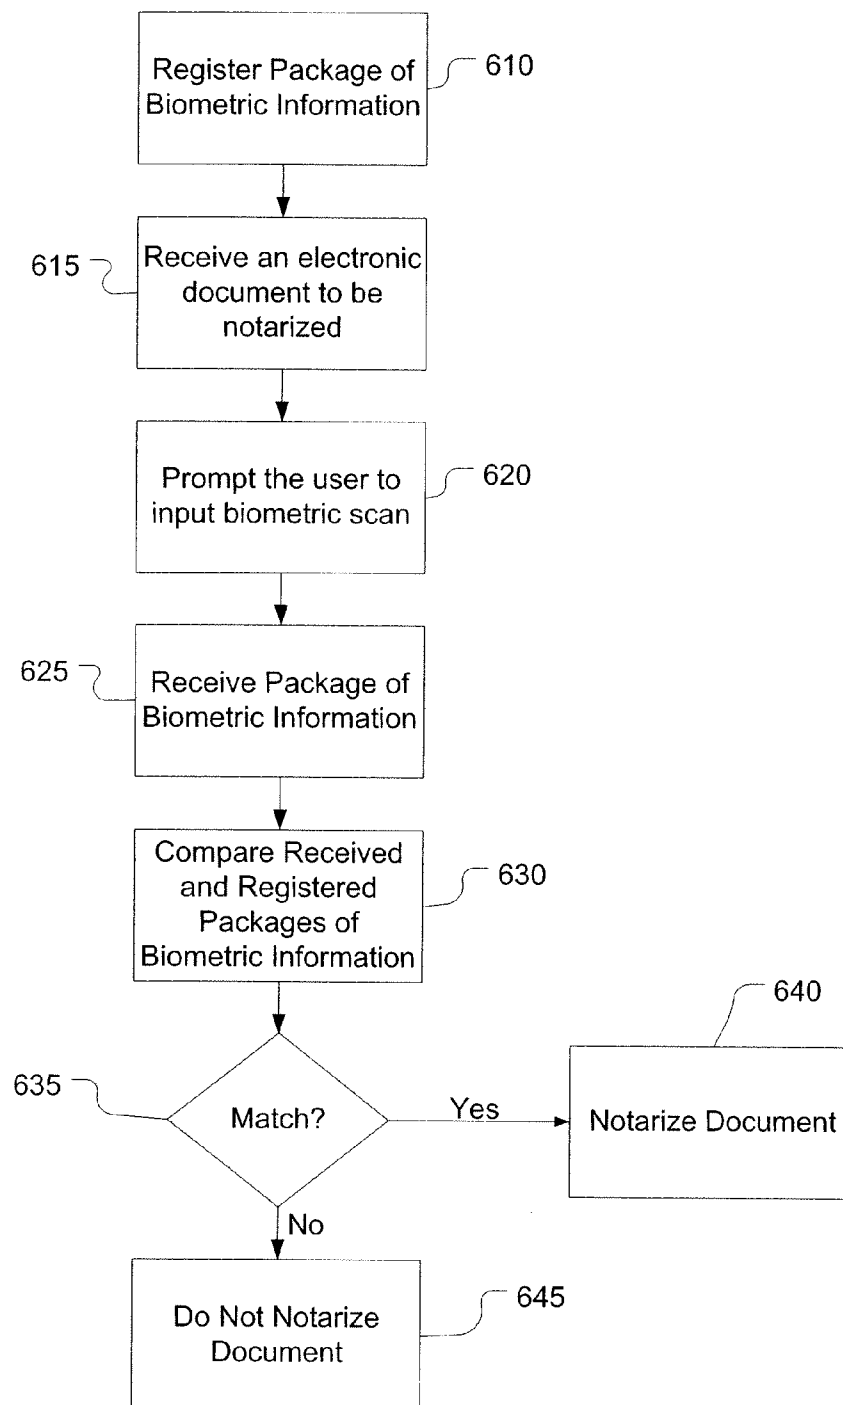 Register Package of
Biometric Information
610
615
Receive an electronic
document to be
notarized
Prompt the user to
input biometric scan
620
625
Receive Package of
Biometric Information
Compare Received
and Registered
Packages of
Biometric Information
630
640
635
Match?
Yes
Notarize Document
No
Do Not Notarize
Document
645